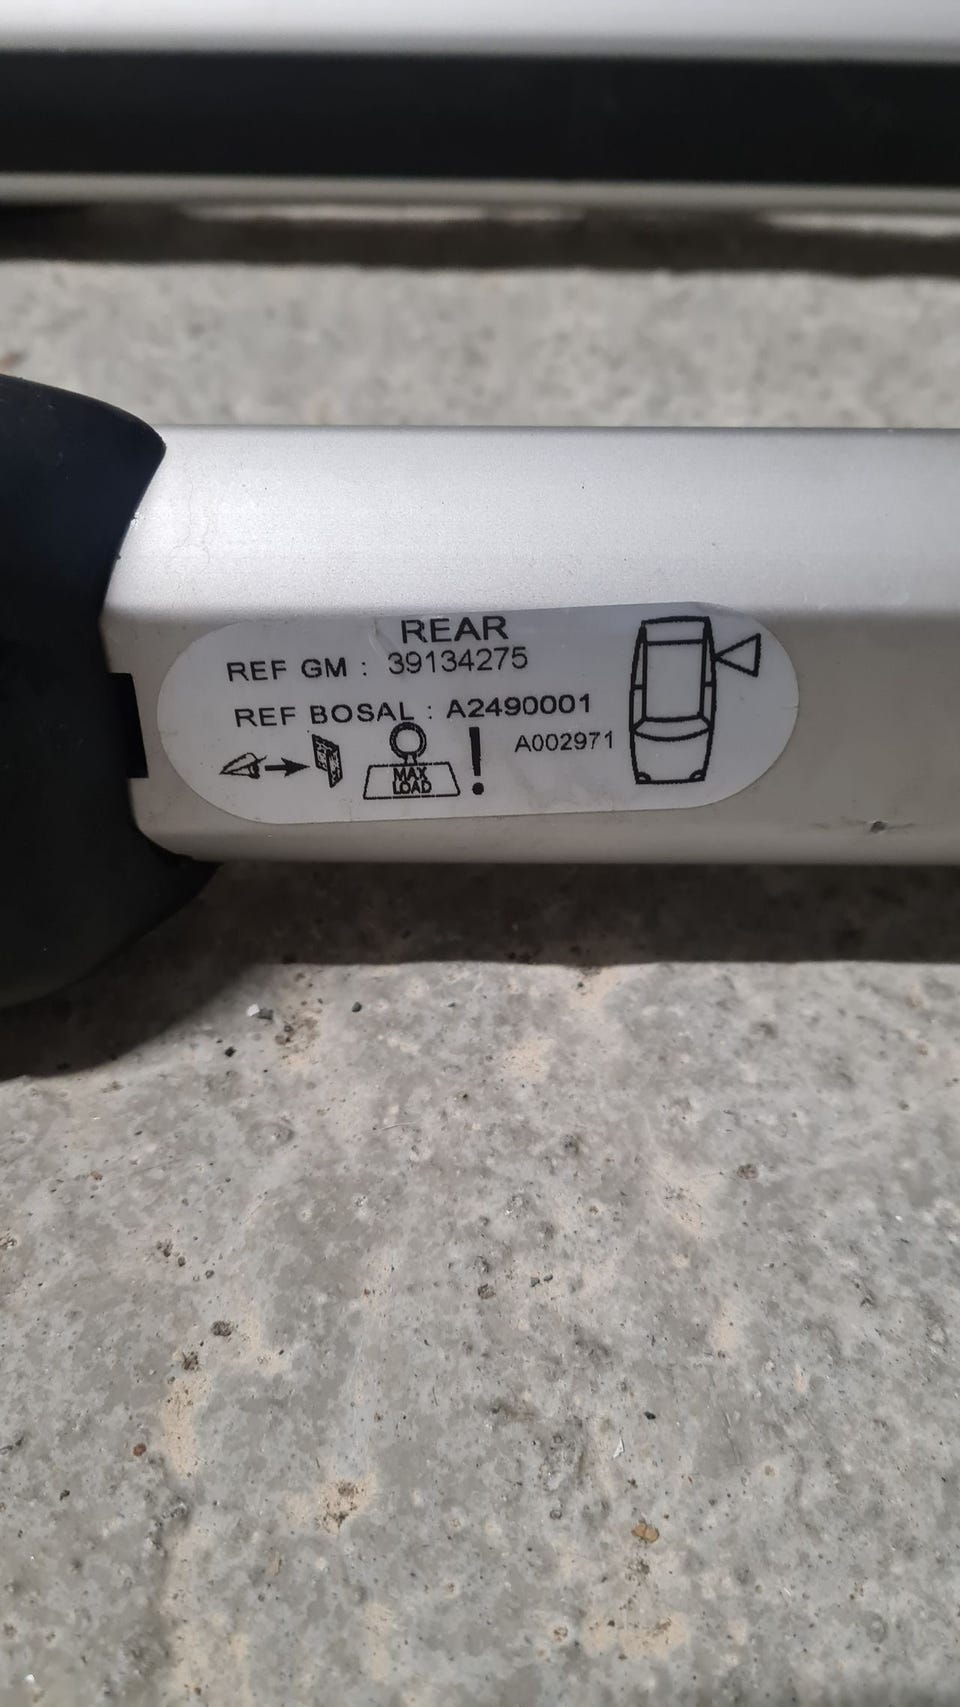 REAR
REF GM : 39134275
REF BOSAL : A2490001
A002971
MAX
LOAD
!